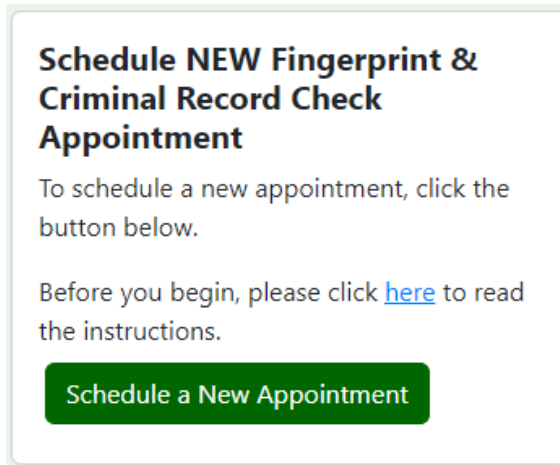 Schedule NEW Fingerprint &
Criminal Record Check
Appointment
To schedule a new appointment, click the
button below.
Before you begin, please click here to read
the instructions.
Schedule a New Appointment